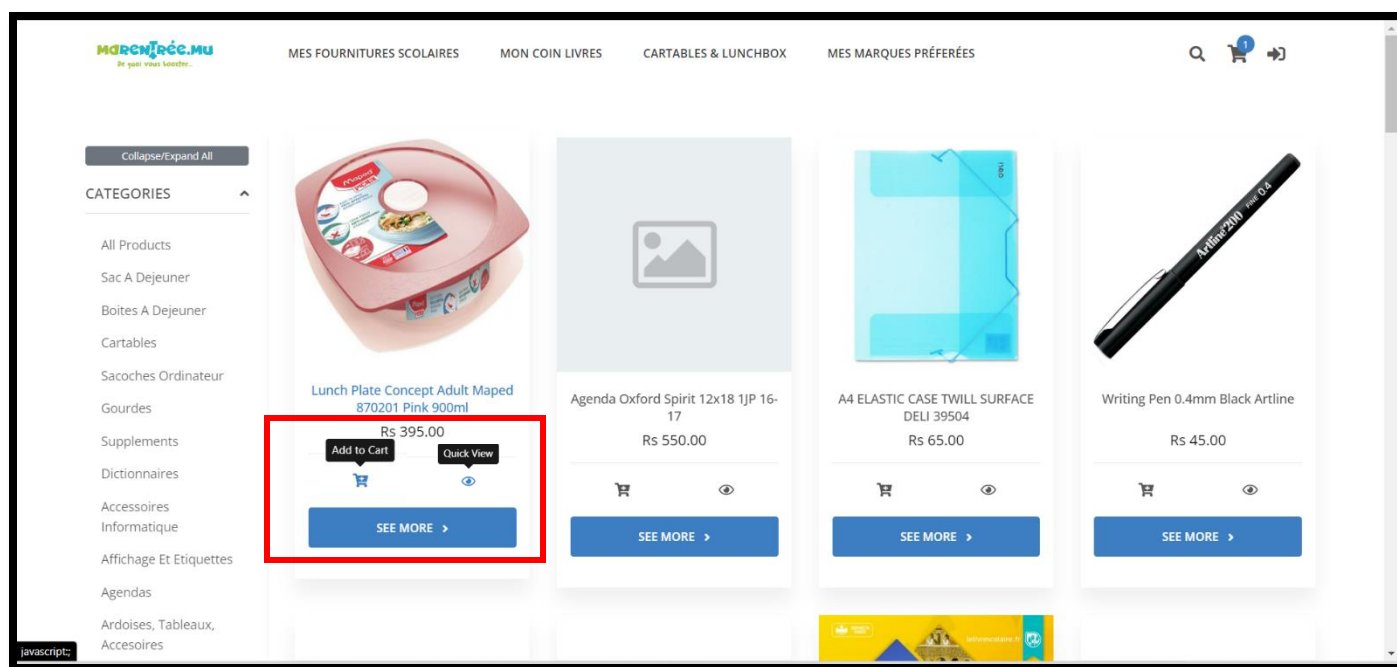 MaRentrée.mu
De quoi vous booster..
MES FOURNITURES SCOLAIRES
MON COIN LIVRES
CARTABLES & LUNCHBOX
MES MARQUES PRÉFERÉES
1
Collapse/Expand All
CATEGORIES
All Products
Sac A Dejeuner
Boites A Dejeuner
Cartables
Sacoches Ordinateur
Gourdes
Supplements
Dictionnaires
Accessoires
Informatique
Affichage Et Etiquettes
Agendas
Ardoises, Tableaux,
Accesoires
Maped
Lunch Plate Concept Adult Maped
870201 Pink 900ml
Rs 395.00
Add to Cart
Quick View
SEE MORE
Agenda Oxford Spirit 12x18 1JP 16-
17
Rs 550.00
SEE MORE
neo
A4 ELASTIC CASE TWILL SURFACE
DELI 39504
Rs 65.00
SEE MORE
Artline 200 FINE 0.4
Writing Pen 0.4mm Black Artline
Rs 45.00
SEE MORE
javascript:;